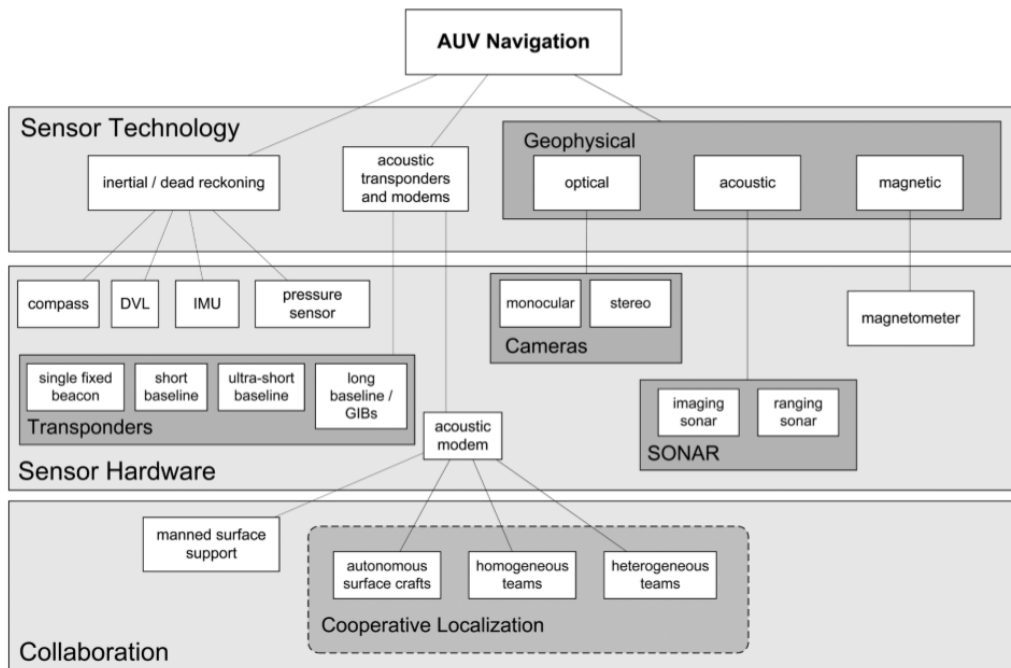 AUV Navigation
Sensor Technology
inertial / dead reckoning
acoustic
transponders
and modems
Geophysical
optical
acoustic
magnetic
compass
DVL
IMU
pressure
sensor
monocular
stereo
Cameras
magnetometer
single fixed
beacon
short
baseline
ultra-short
baseline
long
baseline /
GIBs
Transponders
acoustic
modem
imaging
sonar
ranging
sonar
SONAR
Sensor Hardware
manned surface
support
autonomous
surface crafts
homogeneous
teams
heterogeneous
teams
Cooperative Localization
Collaboration